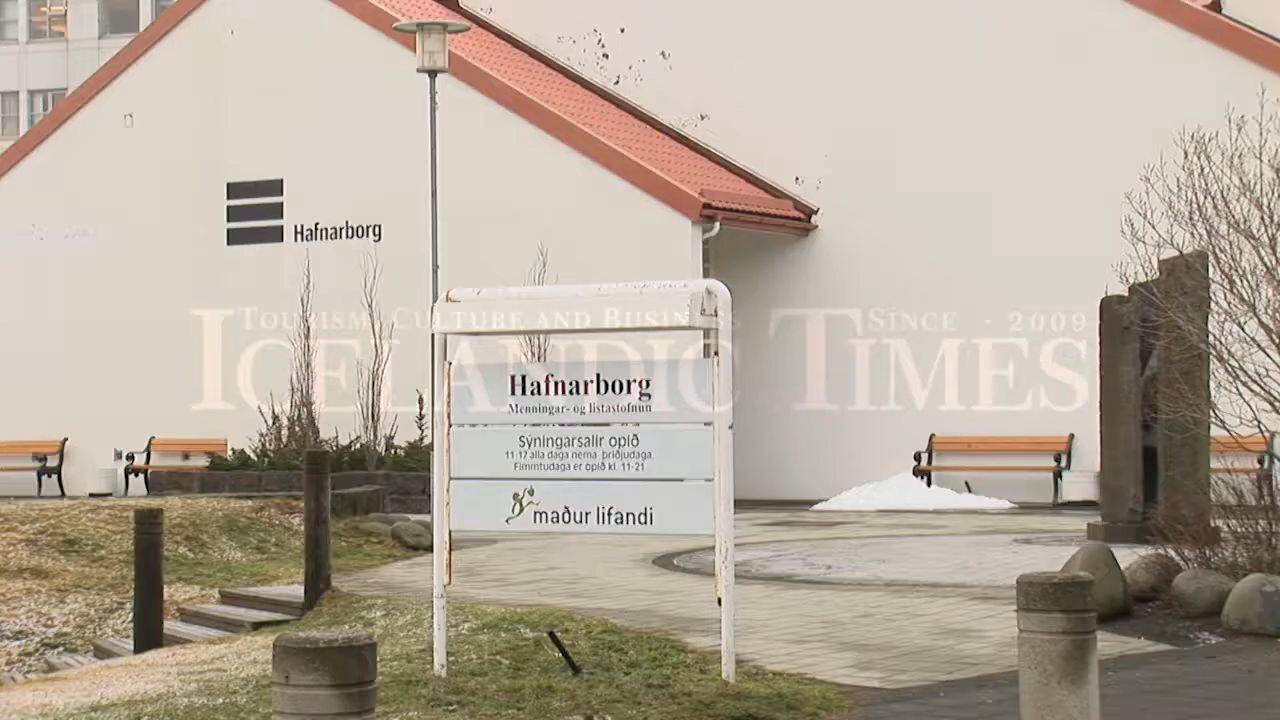 Hafnarborg
TOURISM, CULTURE AND BUSINESS
SINCE · 2009
ICELANDIC TIMES
Hafnarborg
Menningar- og listastofnun
Sýningarsalir opið
11-17 alla daga nema þriðjudaga,
Fimmtudaga er opið kl. 11-21
maður lifandi